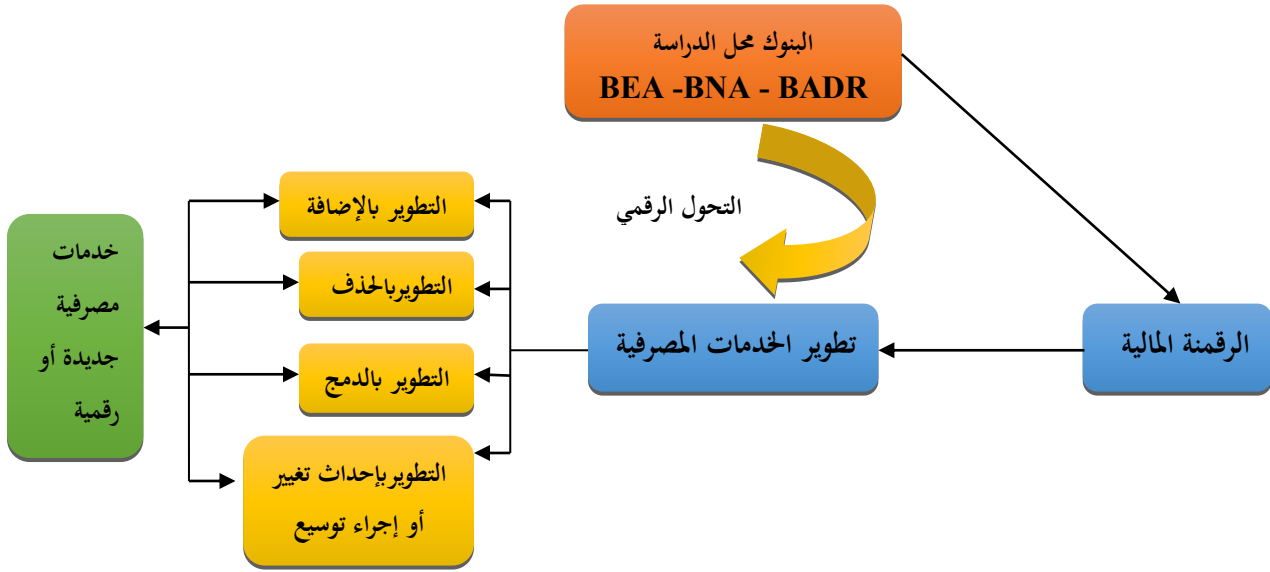 البنوك محل الدراسة
BEA -BNA - BADR
التحول الرقمي
الرقمنة المالية
تطوير الخدمات المصرفية
التطوير بالإضافة
التطويربالحذف
التطوير بالدمج
التطويربإحداث تغيير
أو إجراء توسيع
خدمات
مصرفية
جديدة أو
رقمية